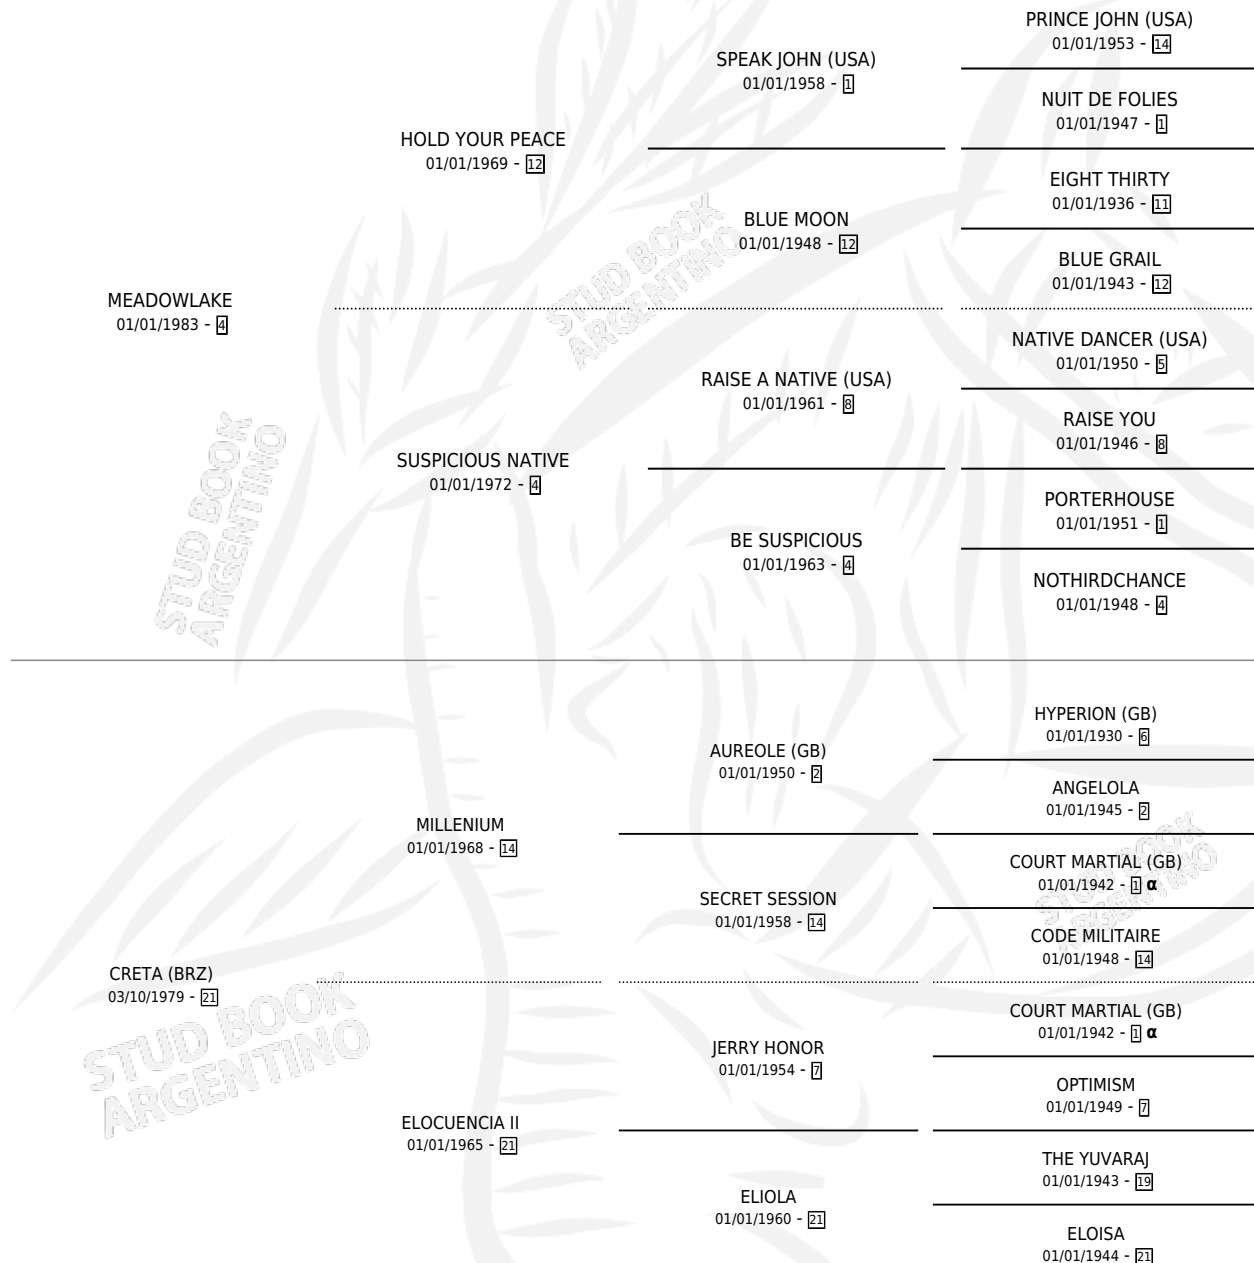 PRINCE JOHN (USA)
01/01/1953 - 14
SPEAK JOHN (USA)
01/01/1958 - 1
NUIT DE FOLIES
01/01/1947 - 1
HOLD YOUR PEACE
01/01/1969 - 12
EIGHT THIRTY
01/01/1936 - 11
BLUE MOON
01/01/1948 - 12
BLUE GRAIL
01/01/1943 - 12
MEADOWLAKE
01/01/1983 - 4
STUD BOOK
ARGENTINO
NATIVE DANCER (USA)
01/01/1950 - 5
RAISE A NATIVE (USA)
01/01/1961 - 8
RAISE YOU
01/01/1946 - 8
SUSPICIOUS NATIVE
01/01/1972 - 4
PORTERHOUSE
01/01/1951 - 1
BE SUSPICIOUS
01/01/1963 - 4
NOTHIRDCHANCE
01/01/1948 - 4
STUD BOOK
ARGENTINO
HYPERION (GB)
01/01/1930 - 6
AUREOLE (GB)
01/01/1950 - 2
ANGELOLA
01/01/1945 - 2
MILLENIUM
01/01/1968 - 14
COURT MARTIAL (GB)
01/01/1942 - 1 α
SECRET SESSION
01/01/1958 - 14
CODE MILITAIRE
01/01/1948 - 14
STUD BOOK
ARGENTINO
CRETA (BRZ)
03/10/1979 - 21
STUD BOOK
ARGENTINO
COURT MARTIAL (GB)
01/01/1942 - 1 α
JERRY HONOR
01/01/1954 - 7
OPTIMISM
01/01/1949 - 7
ELOCUENCIA II
01/01/1965 - 21
THE YUVARAJ
01/01/1943 - 19
ELIOLA
01/01/1960 - 21
ELOISA
01/01/1944 - 21